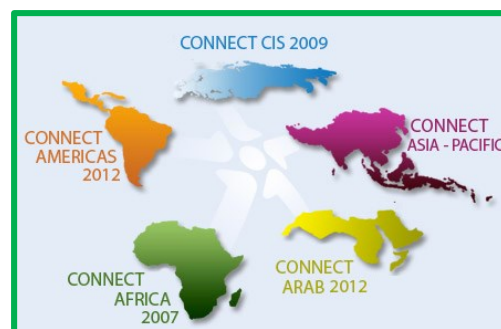 CONNECT CIS 2009
CONNECT
AMERICAS
2012
CONNECT
ASIA - PACIFIC
CONNECT
ARAB 2012
CONNECT
AFRICA
2007